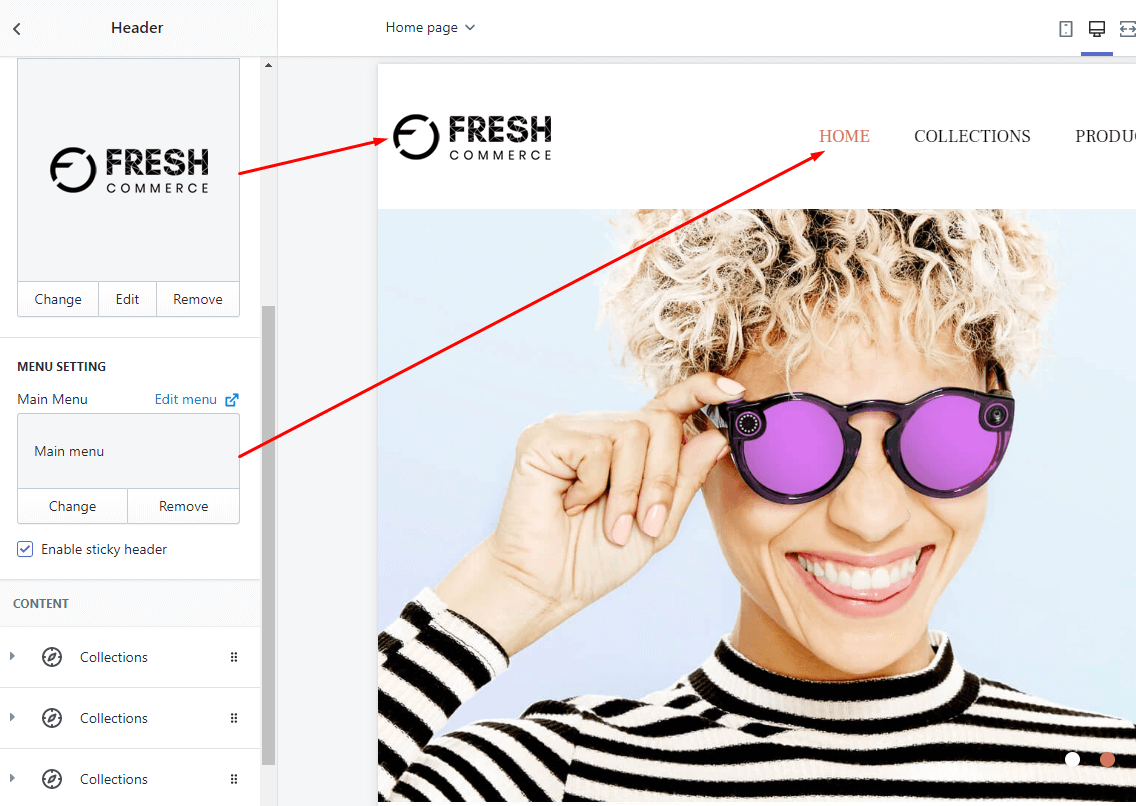 Header
Home page
FRESH
COMMERCE
Change
Edit
Remove
MENU SETTING
Main Menu
Edit menu
Main menu
Change
Remove
Enable sticky header
CONTENT
Collections
Collections
Collections
FRESH
COMMERCE
HOME
COLLECTIONS
PRODU